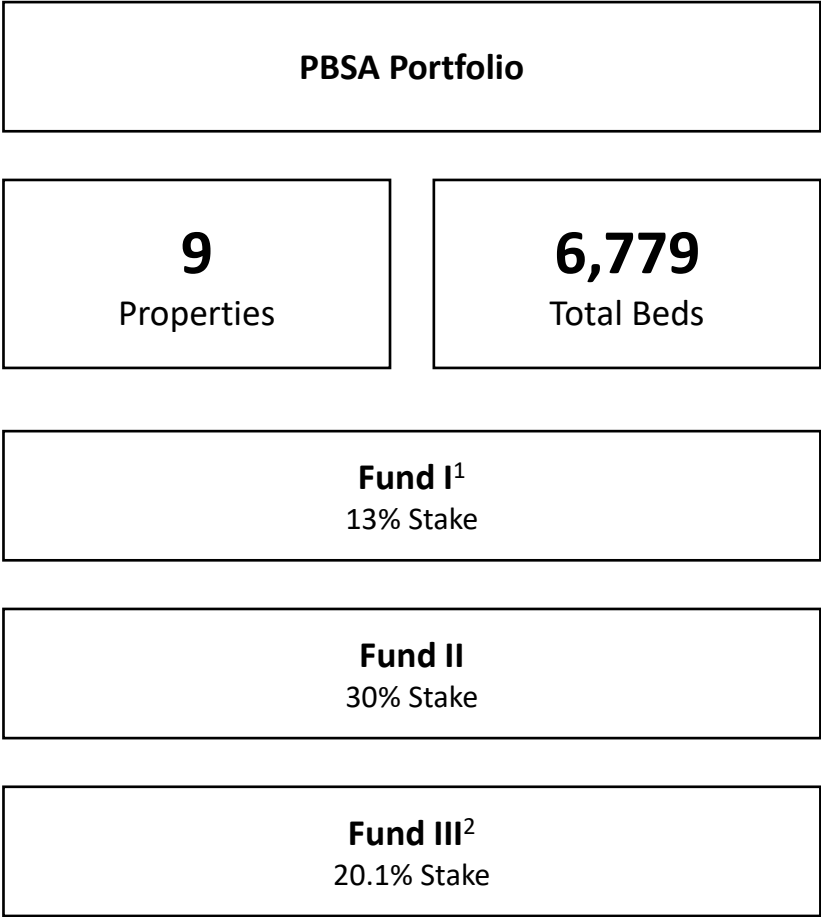 PBSA Portfolio
9
Properties
6,779
Total Beds
Fund I¹
13% Stake
Fund II
30% Stake
Fund III²
20.1% Stake